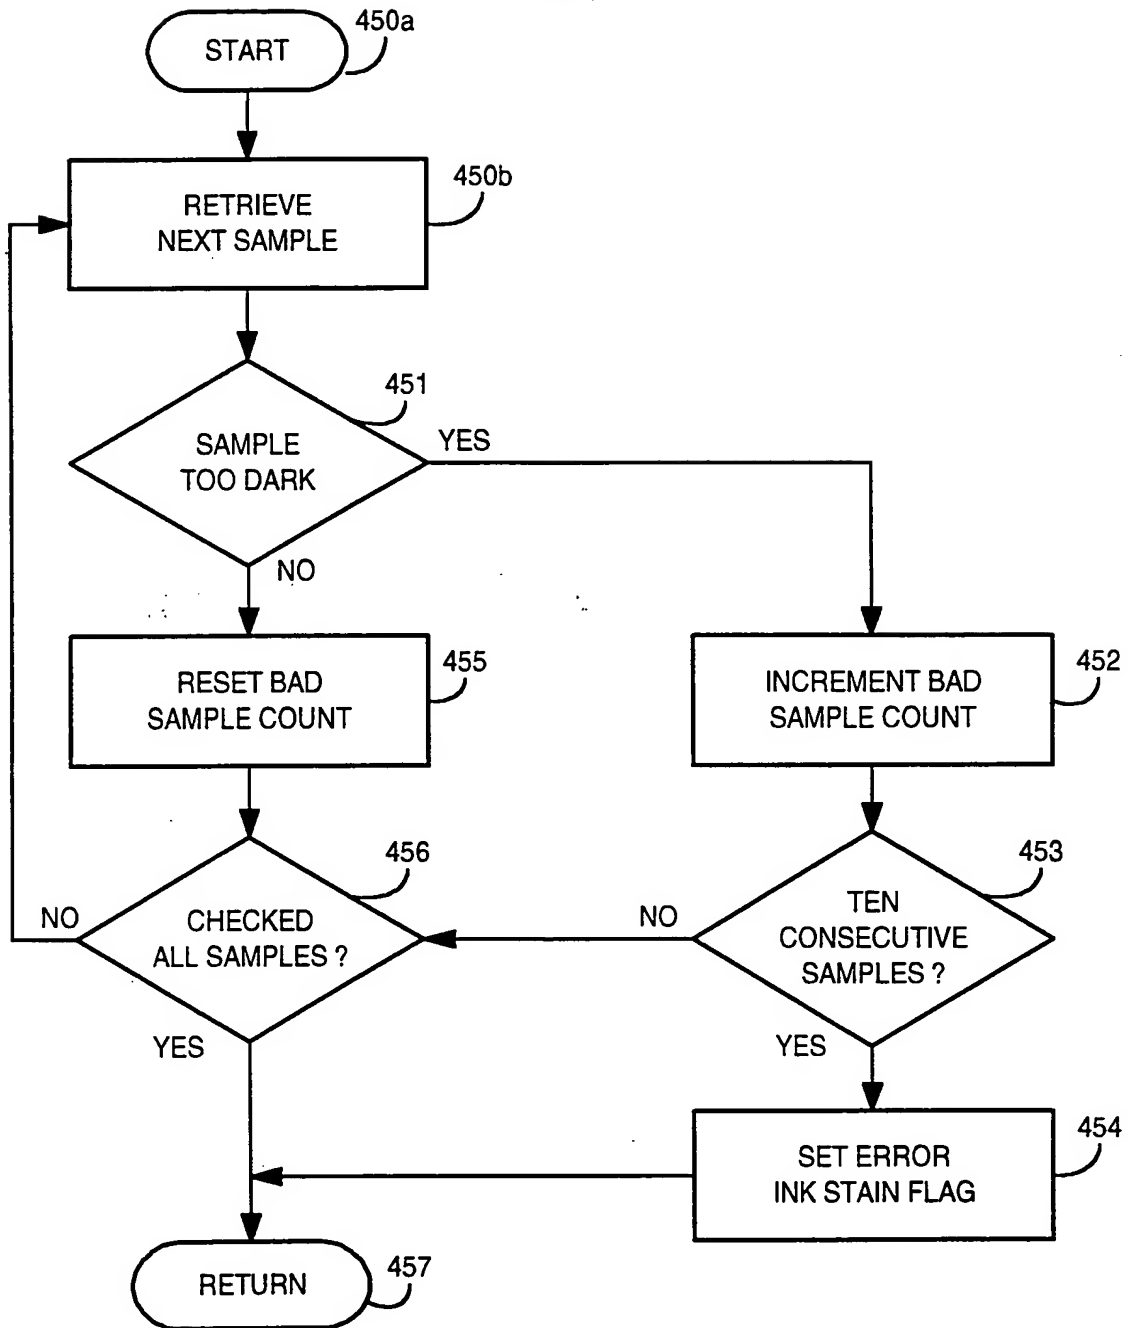 450a
START
450b
RETRIEVE
NEXT SAMPLE
451
SAMPLE
TOO DARK
YES
NO
455
RESET BAD
SAMPLE COUNT
452
INCREMENT BAD
SAMPLE COUNT
456
CHECKED
ALL SAMPLES ?
NO
YES
453
TEN
CONSECUTIVE
SAMPLES ?
NO
YES
454
SET ERROR
INK STAIN FLAG
RETURN
457